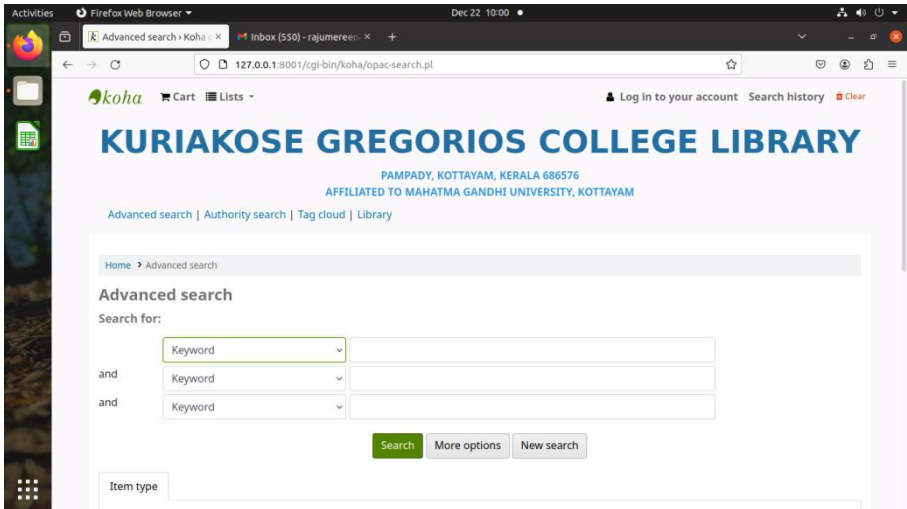 Activities Firefox Web Browser Dec 22 10:00
Advanced search › Koha Inbox (550) - rajumereen
127.0.0.1:8001/cgi-bin/koha/opac-search.pl
koha Cart Lists Log in to your account Search history Clear
KURIAKOSE GREGORIOS COLLEGE LIBRARY
PAMPADY, KOTTAYAM, KERALA 686576
AFFILIATED TO MAHATMA GANDHI UNIVERSITY, KOTTAYAM
Advanced search | Authority search | Tag cloud | Library
Home › Advanced search
Advanced search
Search for:
Keyword
and Keyword
and Keyword
Search More options New search
Item type